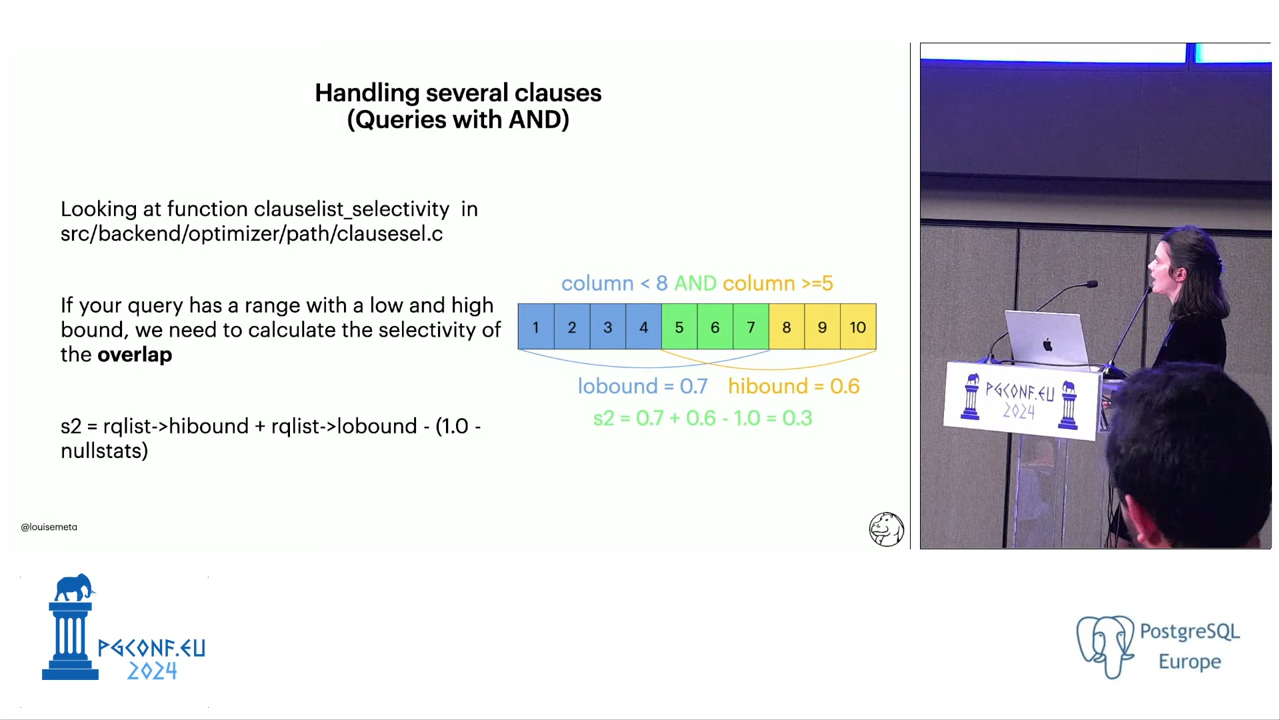 Handling several clauses
(Queries with AND)
Looking at function clauselist_selectivity in
src/backend/optimizer/path/clausesel.c
If your query has a range with a low and high
bound, we need to calculate the selectivity of
the overlap
s2 = rqlist->hibound + rqlist->lobound - (1.0 -
nullstats)
column < 8 AND column >=5
1 2 3 4 5 6 7 8 9 10
lobound = 0.7 hibound = 0.6
s2 = 0.7 + 0.6 - 1.0 = 0.3
@louisemeta
PGCONF.EU
2024
PGCONF.EU
2024
PostgreSQL
Europe